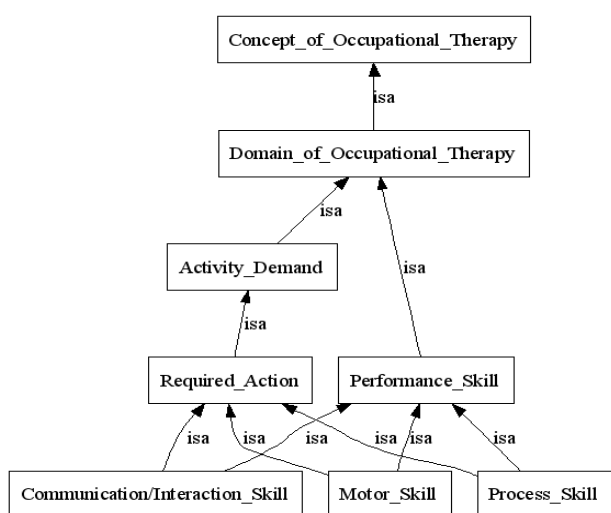 Concept_of_Occupational_Therapy
isa
Domain_of_Occupational_Therapy
isa
Activity_Demand
isa
isa
Required_Action
Performance_Skill
isa
isa
isa
isa
isa
isa
Communication/Interaction_Skill
Motor_Skill
Process_Skill